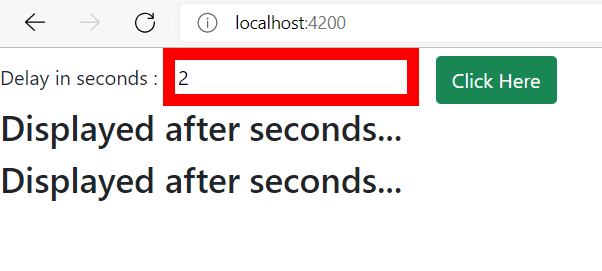 localhost:4200
Delay in seconds : 2 Click Here
Displayed after seconds...
Displayed after seconds...